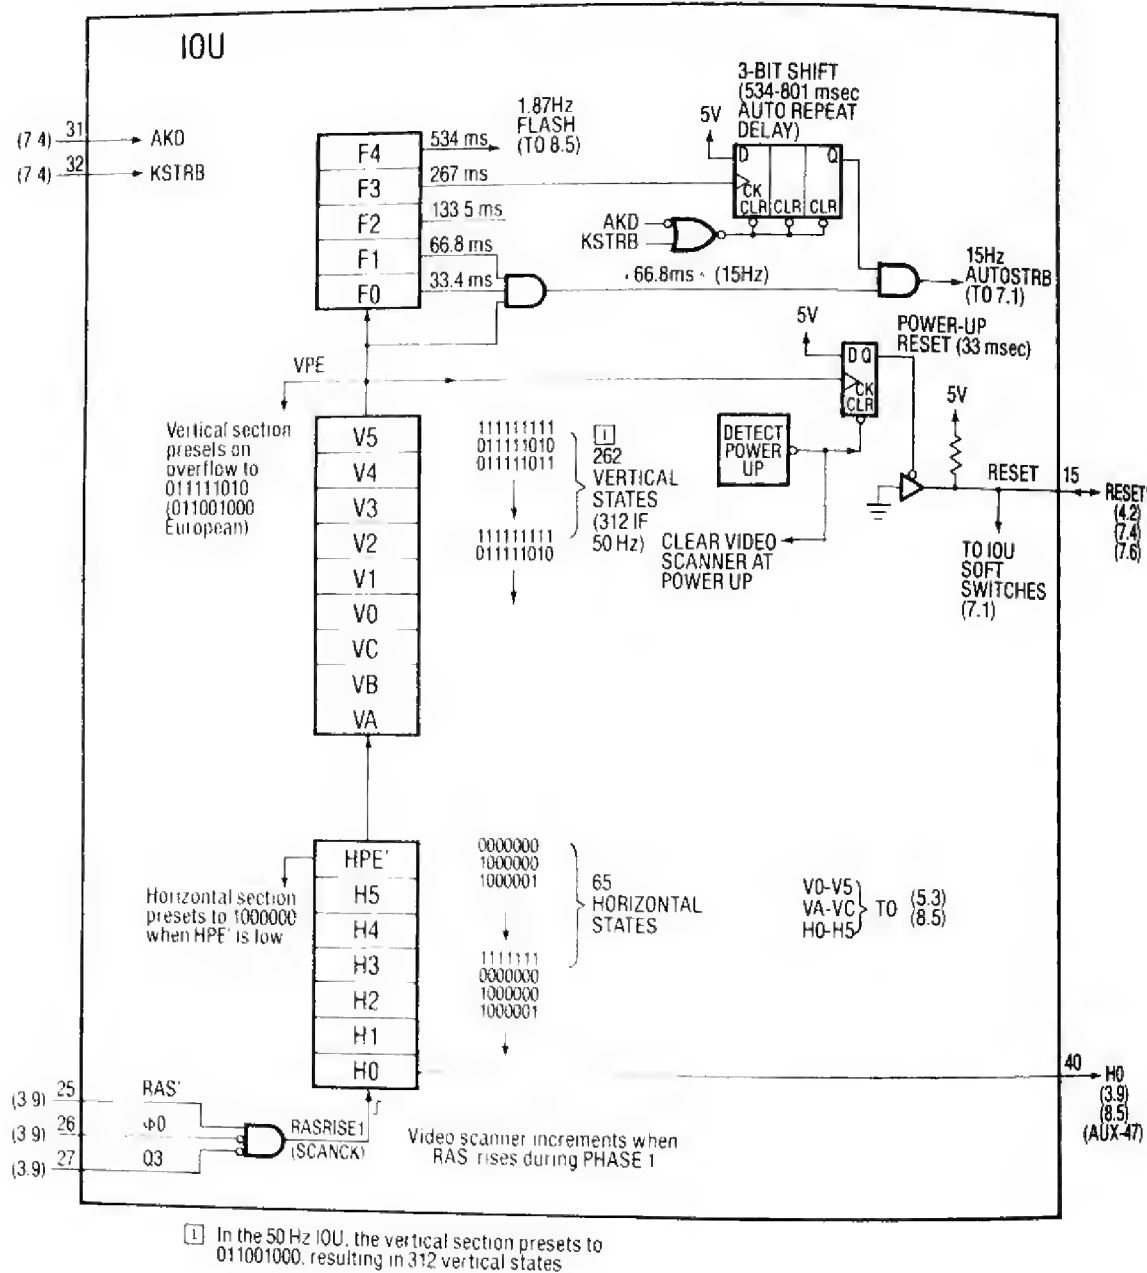 IOU
(7 4) 31 AKD
(7 4) 32 KSTRB
F4
F3
F2
F1
F0
534 ms
267 ms
133 5 ms
66.8 ms
33.4 ms
1.87Hz
FLASH
(TO 8.5)
3-BIT SHIFT
(534-801 msec
AUTO REPEAT
DELAY)
5V
D Q
CK
CLR CLR CLR
AKD
KSTRB
66.8ms (15Hz)
15Hz
AUTOSTRB
(TO 7.1)
VPE
5V
POWER-UP
RESET (33 msec)
D Q
CK
CLR
DETECT
POWER
UP
5V
RESET
15
RESET'
(4.2)
(7.4)
(7.6)
TO IOU
SOFT
SWITCHES
(7.1)
CLEAR VIDEO
SCANNER AT
POWER UP
Vertical section
presets on
overflow to
011111010
(011001000
European)
V5
V4
V3
V2
V1
V0
VC
VB
VA
111111111
011111010
011111011
111111111
011111010
1
262
VERTICAL
STATES
(312 IF
50 Hz)
HPE'
H5
H4
H3
H2
H1
H0
Horizontal section
presets to 1000000
when HPE' is low
0000000
1000000
1000001
1111111
0000000
1000000
1000001
65
HORIZONTAL
STATES
V0-V5
VA-VC
H0-H5
TO
(5.3)
(8.5)
40
H0
(3.9)
(8.5)
(AUX-47)
(3 9) 25 RAS'
(3 9) 26 Φ0
(3 9) 27 Q3
RASRISE1
(SCANCK)
Video scanner increments when
RAS' rises during PHASE 1
1 In the 50 Hz IOU, the vertical section presets to
011001000, resulting in 312 vertical states